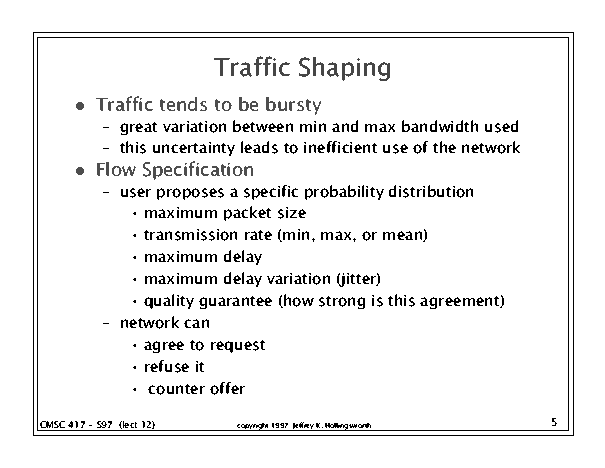 Traffic Shaping
● Traffic tends to be bursty
– great variation between min and max bandwidth used
– this uncertainty leads to inefficient use of the network
● Flow Specification
– user proposes a specific probability distribution
• maximum packet size
• transmission rate (min, max, or mean)
• maximum delay
• maximum delay variation (jitter)
• quality guarantee (how strong is this agreement)
– network can
• agree to request
• refuse it
• counter offer
CMSC 417 - S97 (lect 12)
copyright 1997 Jeffrey K. Hollingsworth
5